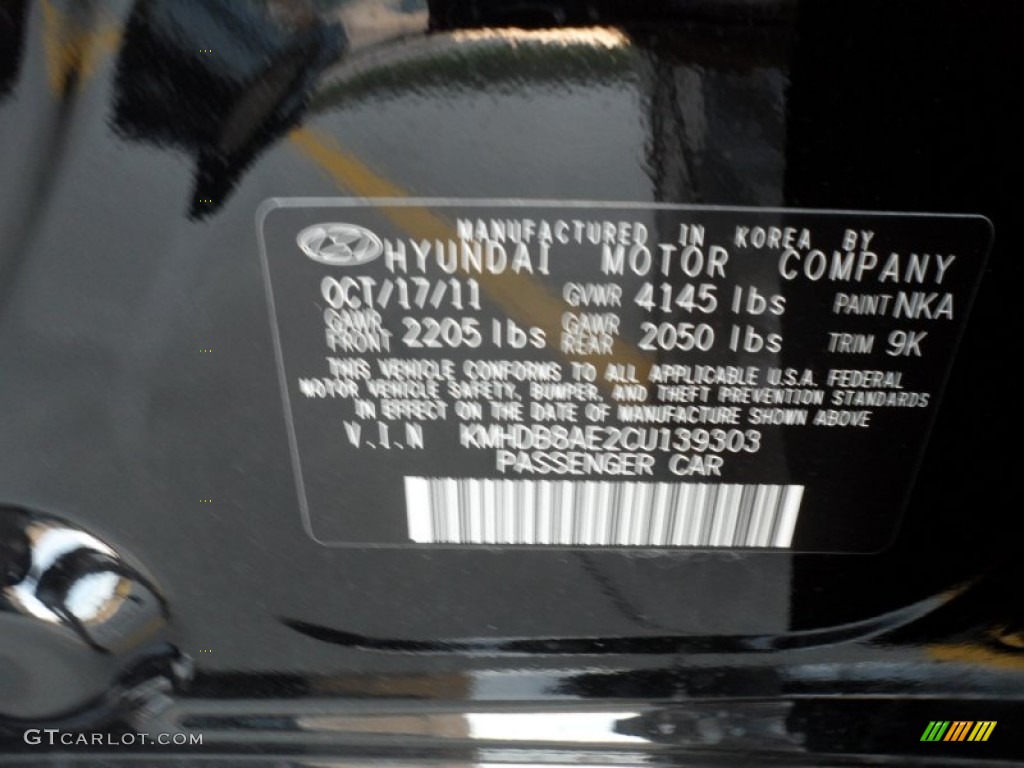 MANUFACTURED IN KOREA BY
HYUNDAI MOTOR COMPANY
OCT/17/11 GVWR 4145 lbs PAINT NKA
GAWR FRONT 2205 lbs GAWR REAR 2050 lbs TRIM 9K
THIS VEHICLE CONFORMS TO ALL APPLICABLE U.S.A. FEDERAL
MOTOR VEHICLE SAFETY, BUMPER, AND THEFT PREVENTION STANDARDS
IN EFFECT ON THE DATE OF MANUFACTURE SHOWN ABOVE
V.I.N KMHDB8AE2CU139303
PASSENGER CAR
GTCARLOT.COM